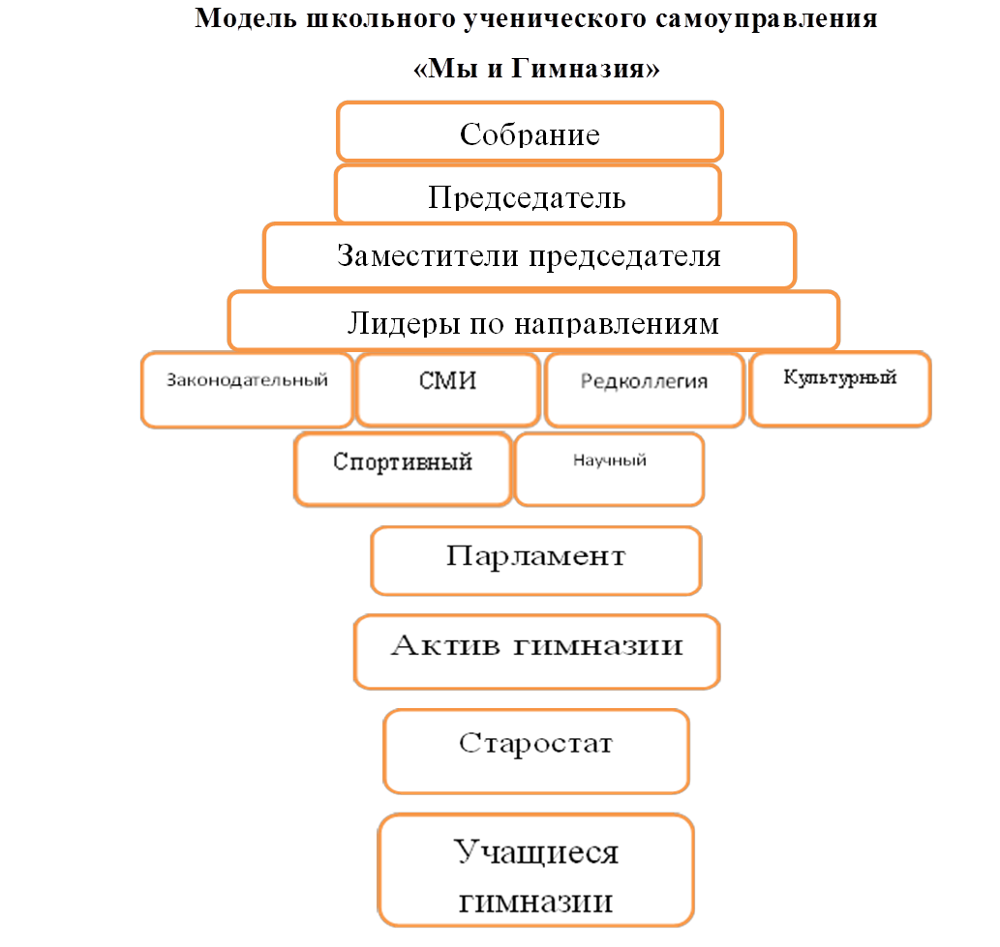 Модель школьного ученического самоуправления
«Мы и Гимназия»
Собрание
Председатель
Заместители председателя
Лидеры по направлениям
Законодательный СМИ Редколлегия Культурный
Спортивный Научный
Парламент
Актив гимназии
Старостат
Учащиеся
гимназии